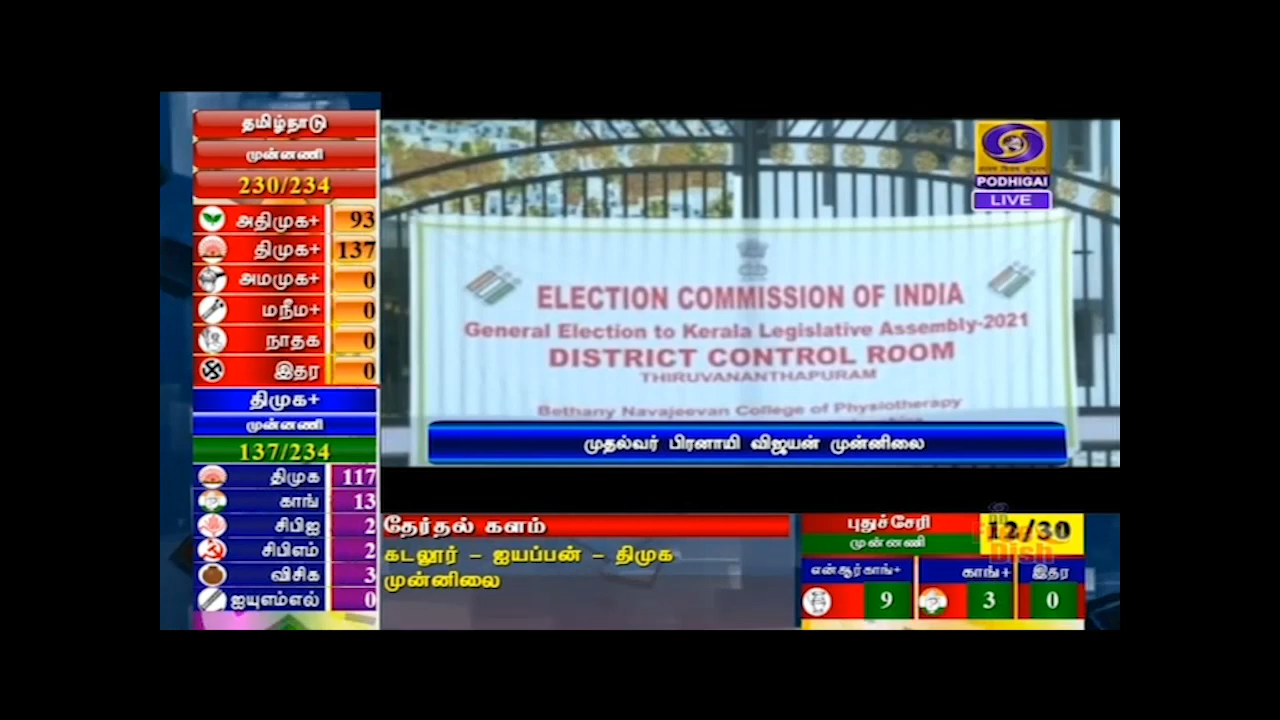 தமிழ்நாடு
முன்னணி
230/234
அதிமுக+ 93
திமுக+ 137
அமமுக+ 0
மநீம+ 0
நாதக 0
இதர 0
திமுக+
முன்னணி
137/234
திமுக 117
காங் 13
சிபிஐ 2
சிபிஎம் 2
விசிக 3
ஐயுஎம்எல் 0
PODHIGAI
LIVE
ELECTION COMMISSION OF INDIA
General Election to Kerala Legislative Assembly-2021
DISTRICT CONTROL ROOM
THIRUVANANTHAPURAM
Bethany Navajeevan College of Physiotherapy
முதல்வர் பிரனாயி விஜயன் முன்னிலை
தேர்தல் களம்
கடலூர் – ஐயப்பன் – திமுக
முன்னிலை
புதுச்சேரி
முன்னணி
12/30
Dish
என்ஆர்காங்+ காங்+ இதர
9 3 0